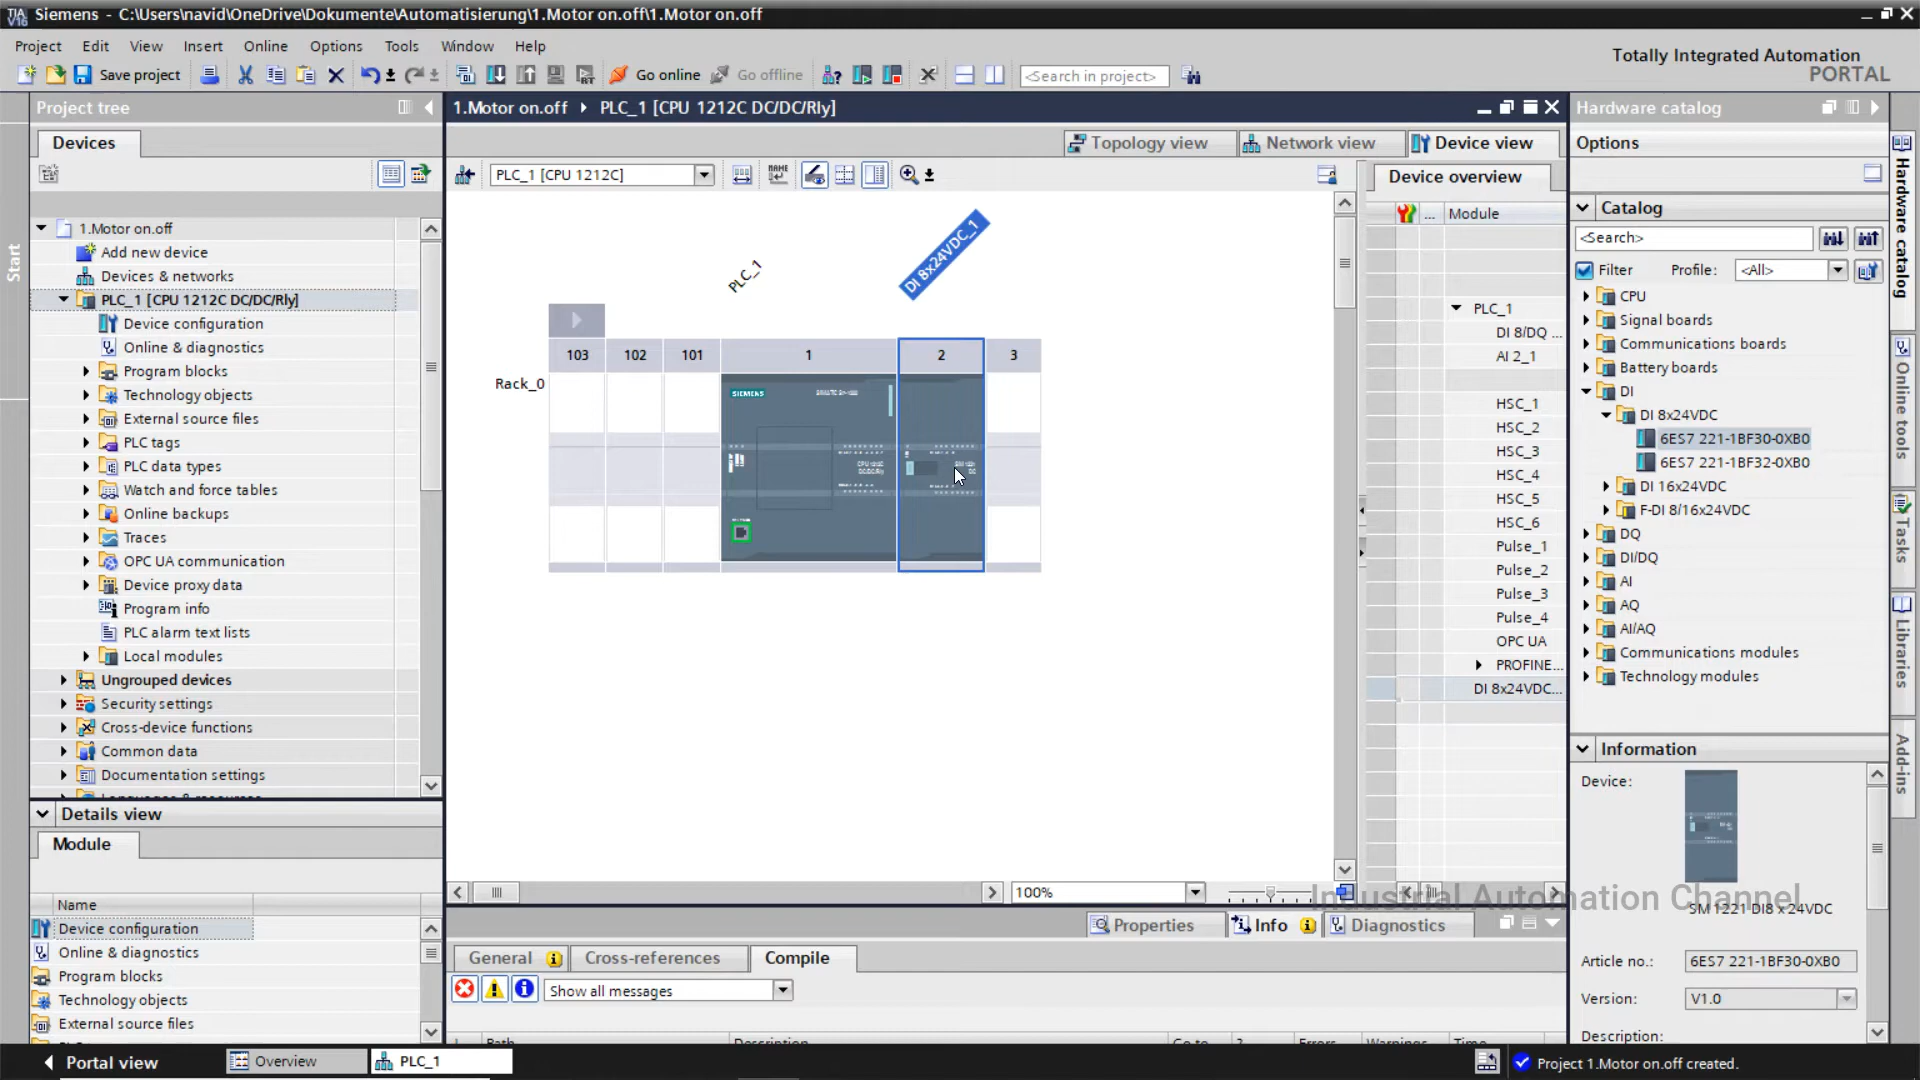 Siemens - C:\Users\navid\OneDrive\Dokumente\Automatisierung\1.Motor on.off\1.Motor on.off
Project Edit View Insert Online Options Tools Window Help
Totally Integrated Automation
PORTAL
Save project
Go online
Go offline
<Search in project>
Project tree
Devices
1.Motor on.off
Add new device
Devices & networks
PLC_1 [CPU 1212C DC/DC/Rly]
Device configuration
Online & diagnostics
Program blocks
Technology objects
External source files
PLC tags
PLC data types
Watch and force tables
Online backups
Traces
OPC UA communication
Device proxy data
Program info
PLC alarm text lists
Local modules
Ungrouped devices
Security settings
Cross-device functions
Common data
Documentation settings
Details view
Module
Name
Device configuration
Online & diagnostics
Program blocks
Technology objects
External source files
Start
1.Motor on.off PLC_1 [CPU 1212C DC/DC/Rly]
Topology view
Network view
Device view
PLC_1 [CPU 1212C]
PLC_1
DI 8x24VDC_1
103 102 101 1 2 3
Rack_0
SIEMENS
100%
Device overview
... Module
PLC_1
DI 8/DQ ...
AI 2_1
HSC_1
HSC_2
HSC_3
HSC_4
HSC_5
HSC_6
Pulse_1
Pulse_2
Pulse_3
Pulse_4
OPC UA
PROFINE...
DI 8x24VDC...
Properties
Info
Diagnostics
General
Cross-references
Compile
Show all messages
Path Description Go to ? Errors Warnings Time
Hardware catalog
Options
Catalog
<Search>
Filter Profile: <All>
CPU
Signal boards
Communications boards
Battery boards
DI
DI 8x24VDC
6ES7 221-1BF30-0XB0
6ES7 221-1BF32-0XB0
DI 16x24VDC
F-DI 8/16x24VDC
DQ
DI/DQ
AI
AQ
AI/AQ
Communications modules
Technology modules
Information
Device:
Industrial Automation Channel
SM 1221 DI8 x 24VDC
Article no.: 6ES7 221-1BF30-0XB0
Version: V1.0
Description:
Hardware catalog
Online tools
Tasks
Libraries
Add-ins
Portal view
Overview
PLC_1
Project 1.Motor on.off created.